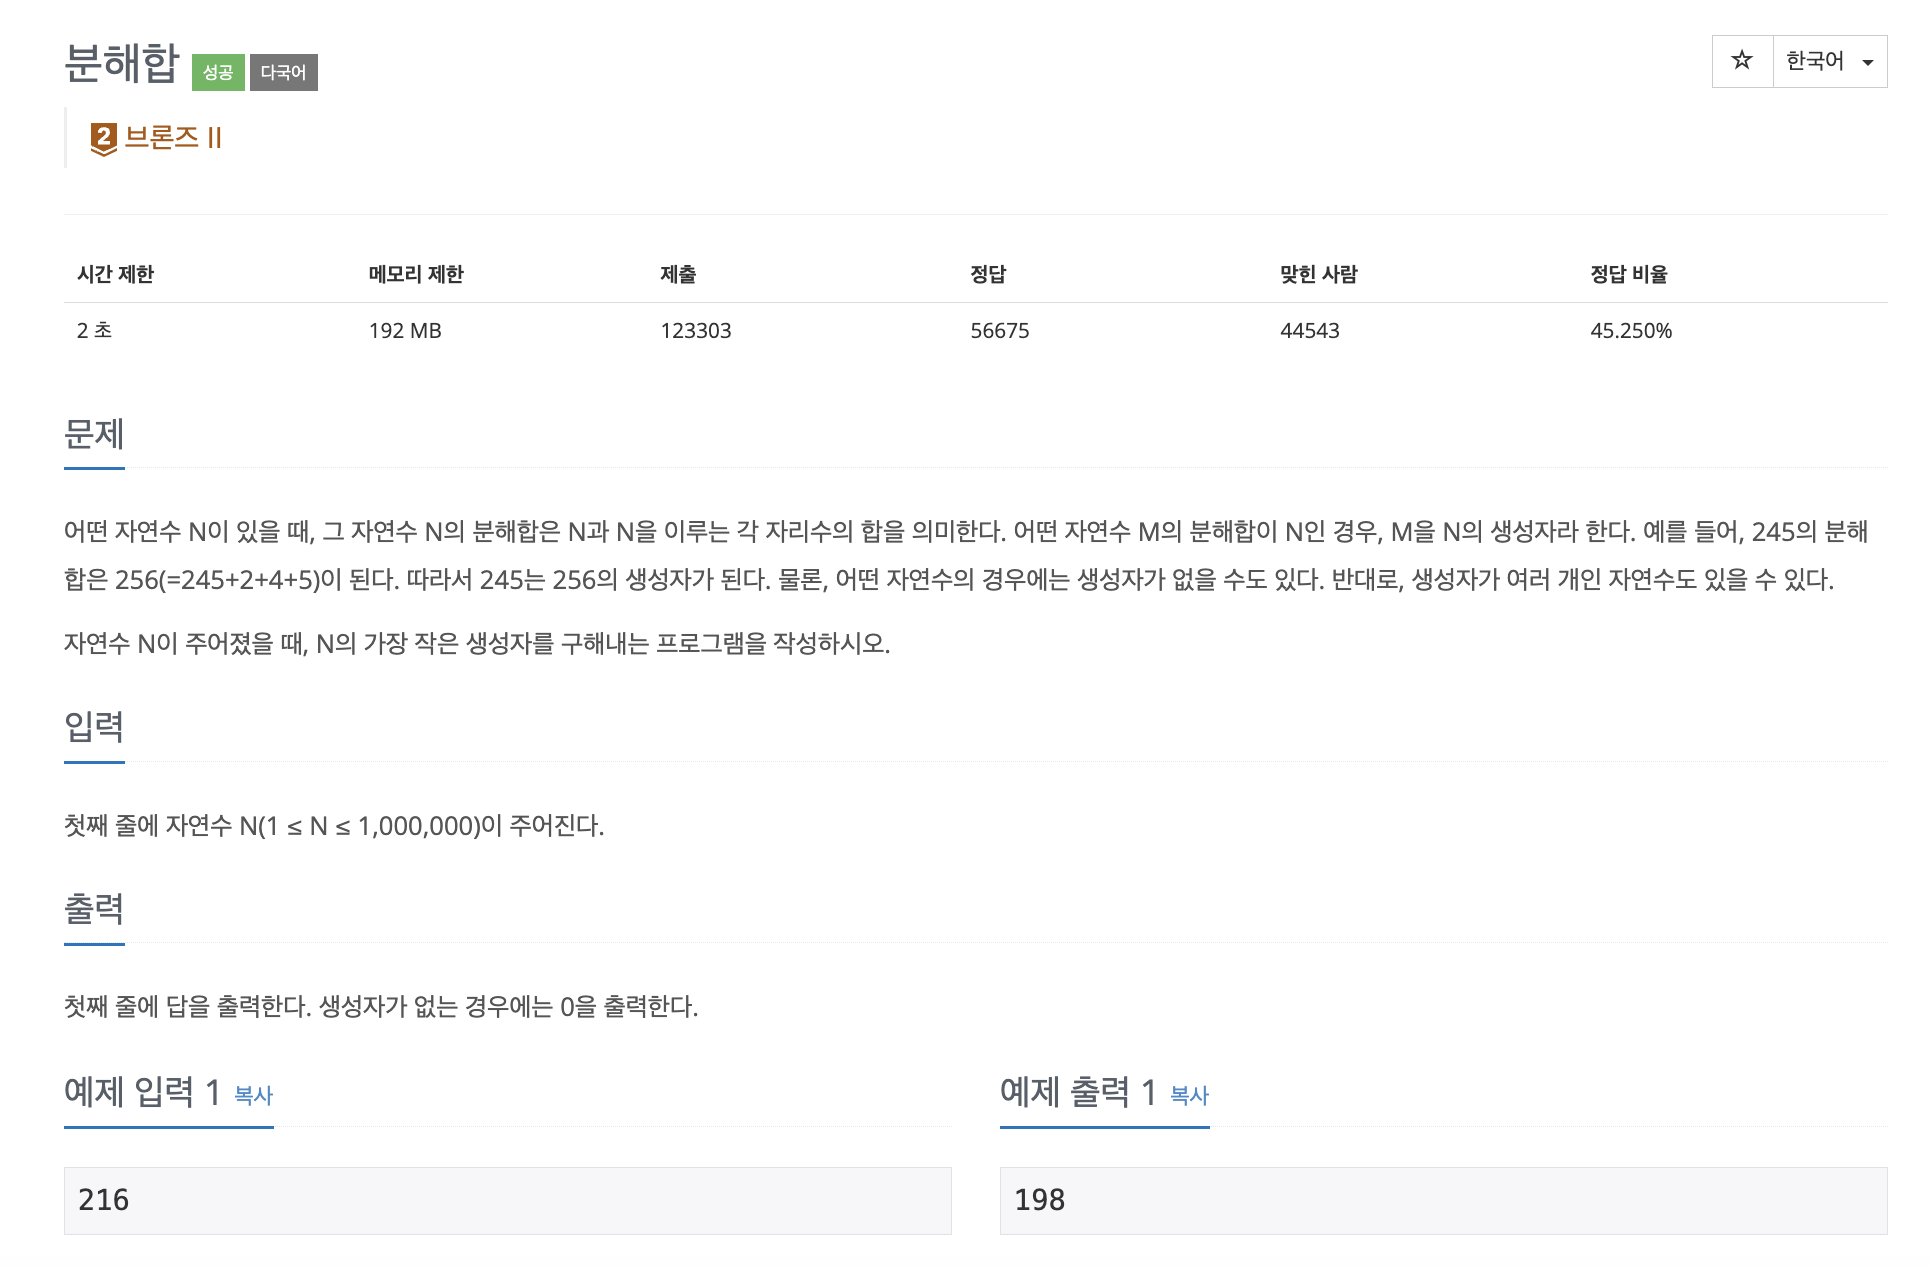 분해합 성공 다국어
☆ 한국어
2 브론즈 II
시간 제한 메모리 제한 제출 정답 맞힌 사람 정답 비율
2 초 192 MB 123303 56675 44543 45.250%
문제
어떤 자연수 N이 있을 때, 그 자연수 N의 분해합은 N과 N을 이루는 각 자리수의 합을 의미한다. 어떤 자연수 M의 분해합이 N인 경우, M을 N의 생성자라 한다. 예를 들어, 245의 분해
합은 256(=245+2+4+5)이 된다. 따라서 245는 256의 생성자가 된다. 물론, 어떤 자연수의 경우에는 생성자가 없을 수도 있다. 반대로, 생성자가 여러 개인 자연수도 있을 수 있다.
자연수 N이 주어졌을 때, N의 가장 작은 생성자를 구해내는 프로그램을 작성하시오.
입력
첫째 줄에 자연수 N(1 ≤ N ≤ 1,000,000)이 주어진다.
출력
첫째 줄에 답을 출력한다. 생성자가 없는 경우에는 0을 출력한다.
예제 입력 1 복사
216
예제 출력 1 복사
198